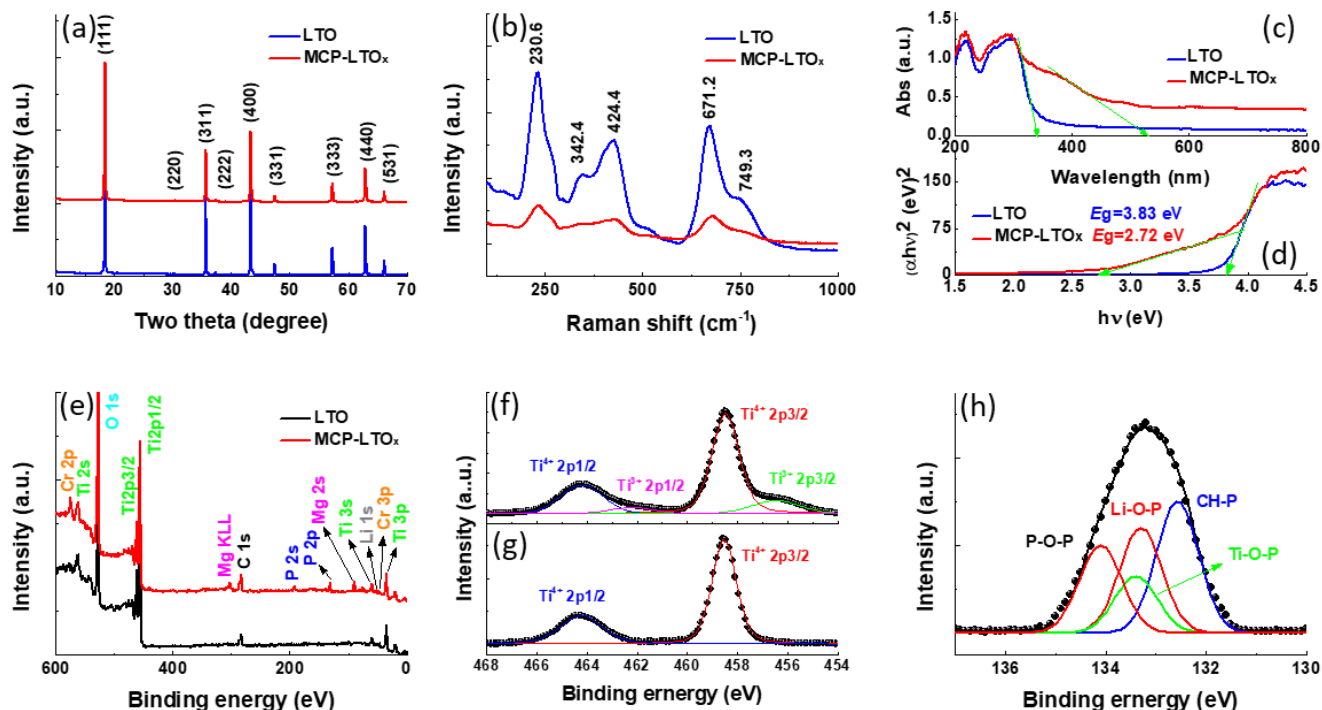 (a)
LTO
MCP-LTOx
(111)
(220)
(311)
(222)
(400)
(331)
(333)
(440)
(531)
Intensity (a.u.)
10 20 30 40 50 60 70
Two theta (degree)
(b)
LTO
MCP-LTOx
230.6
342.4
424.4
671.2
749.3
Intensity (a.u.)
250 500 750 1000
Raman shift (cm-1)
(c)
LTO
MCP-LTOx
Abs (a.u.)
1.5
1.0
0.5
0.0
200 400 600 800
Wavelength (nm)
(αhν)2 (eV)2
150
75
0
LTO Eg=3.83 eV
MCP-LTOx Eg=2.72 eV
(d)
1.5 2.0 2.5 3.0 3.5 4.0 4.5
hν (eV)
(e)
LTO
MCP-LTOx
Cr 2p
Ti 2s
O 1s
Ti2p3/2
Ti2p1/2
Mg KLL
C 1s
P 2s
P 2p
Mg 2s
Ti 3s
Li 1s
Cr 3p
Ti 3p
Intensity (a.u.)
600 400 200 0
Binding energy (eV)
(f)
Ti4+ 2p1/2
Ti3+ 2p1/2
Ti4+ 2p3/2
Ti3+ 2p3/2
Intensity (a..u.)
(g)
Ti4+ 2p1/2
Ti4+ 2p3/2
468 466 464 462 460 458 456 454
Binding enernergy (eV)
(h)
P-O-P
Li-O-P
CH-P
Ti-O-P
Intensity (a.u.)
136 134 132 130
Binding ernergy (eV)